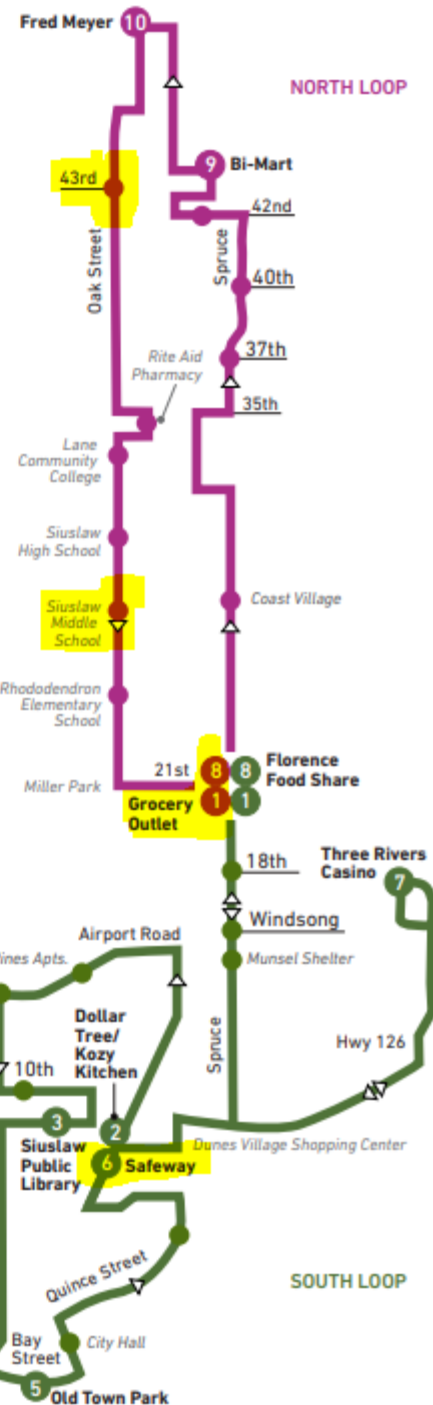 Fred Meyer 10
NORTH LOOP
9 Bi-Mart
43rd
42nd
Oak Street
Spruce
40th
37th
Rite Aid
Pharmacy
35th
Lane
Community
College
Siuslaw
High School
Siuslaw
Middle
School
Coast Village
Rhododendron
Elementary
School
21st
8 8
Florence
Food Share
Miller Park
Grocery
Outlet
1 1
18th
Three Rivers
Casino
7
Windsong
Airport Road
ines Apts.
Munsel Shelter
Dollar
Tree/
Kozy
Kitchen
Hwy 126
Spruce
10th
3
2
Siuslaw
Public
Library
Dunes Village Shopping Center
6 Safeway
Quince Street
SOUTH LOOP
Bay
Street
City Hall
5 Old Town Park